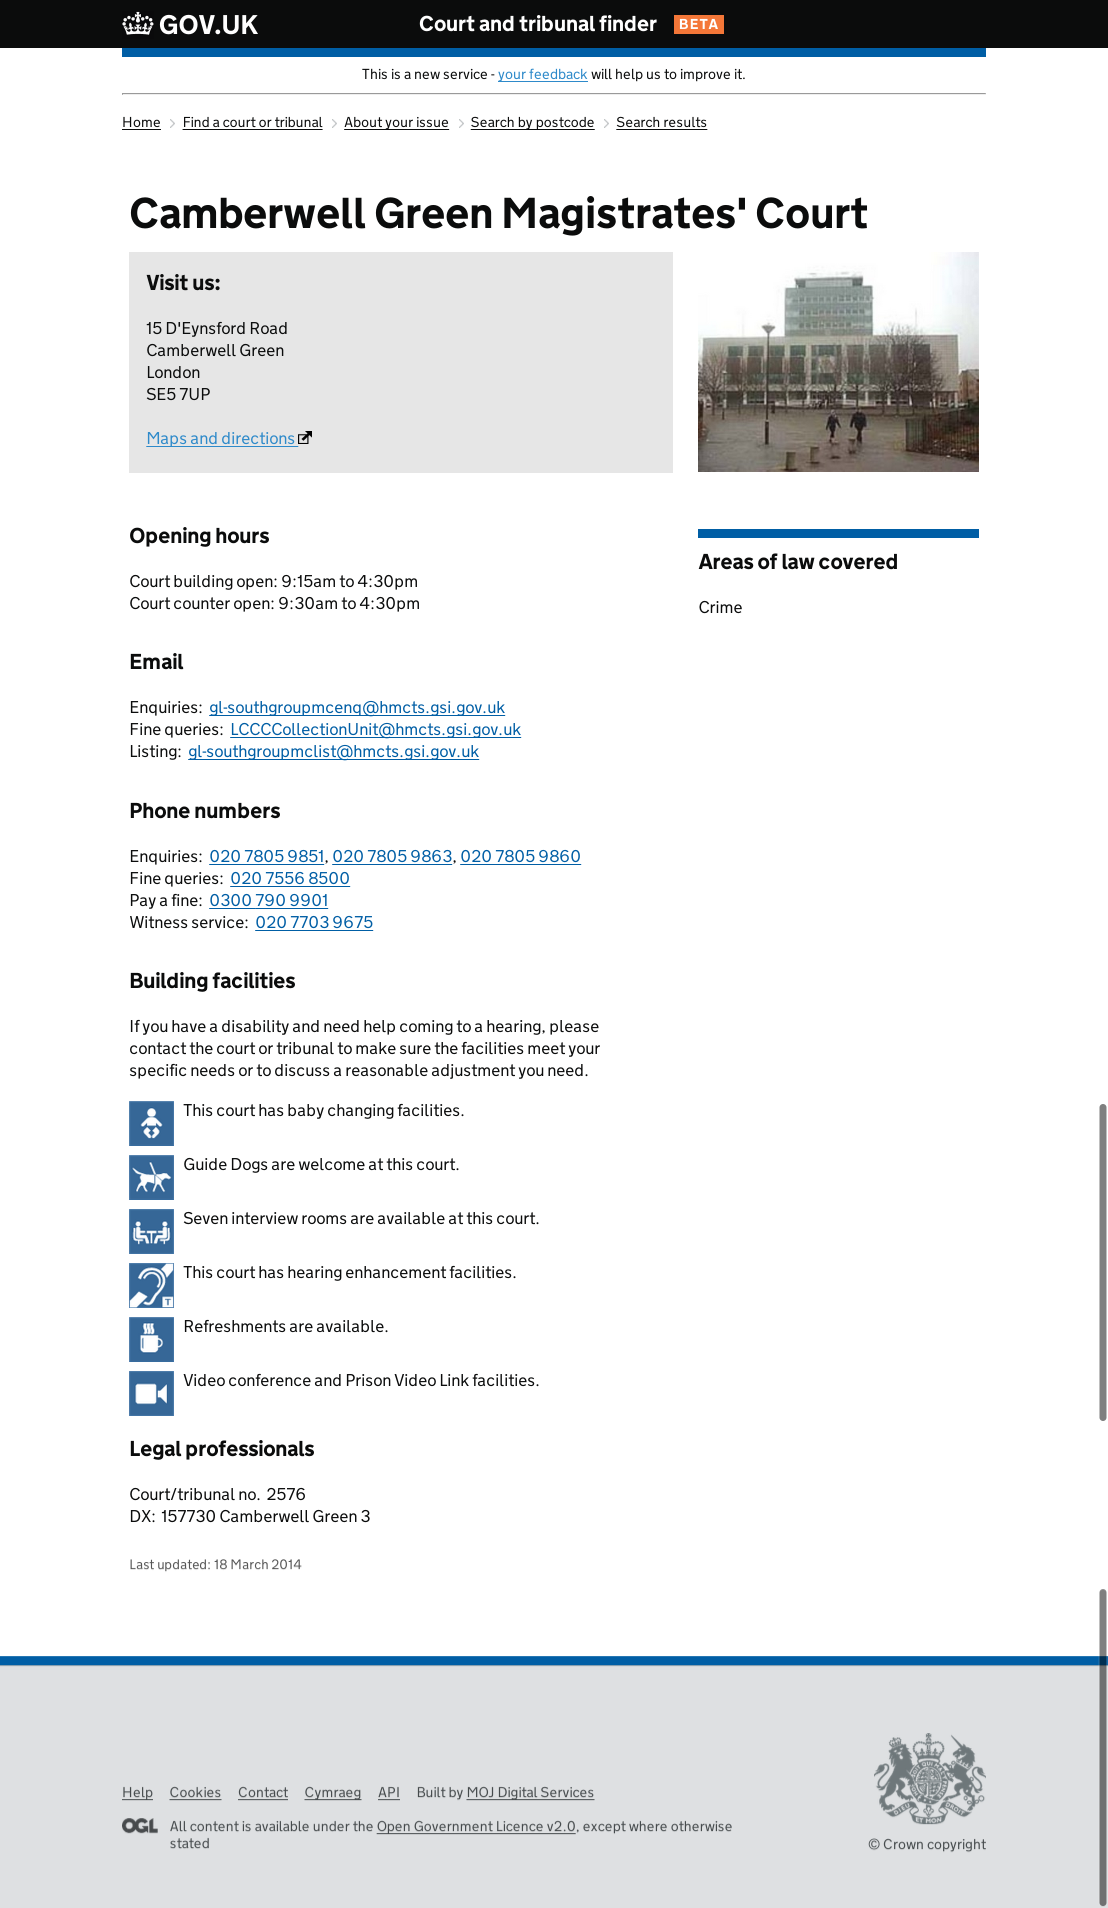 GOV.UK
Court and tribunal finder BETA
This is a new service - your feedback will help us to improve it.
Home
Find a court or tribunal
About your issue
Search by postcode
Search results
Camberwell Green Magistrates' Court
Visit us:
15 D'Eynsford Road
Camberwell Green
London
SE5 7UP
Maps and directions
Opening hours
Court building open: 9:15am to 4:30pm
Court counter open: 9:30am to 4:30pm
Areas of law covered
Crime
Email
Enquiries: gl-southgroupmcenq@hmcts.gsi.gov.uk
Fine queries: LCCCCollectionUnit@hmcts.gsi.gov.uk
Listing: gl-southgroupmclist@hmcts.gsi.gov.uk
Phone numbers
Enquiries: 020 7805 9851, 020 7805 9863, 020 7805 9860
Fine queries: 020 7556 8500
Pay a fine: 0300 790 9901
Witness service: 020 7703 9675
Building facilities
If you have a disability and need help coming to a hearing, please
contact the court or tribunal to make sure the facilities meet your
specific needs or to discuss a reasonable adjustment you need.
This court has baby changing facilities.
Guide Dogs are welcome at this court.
Seven interview rooms are available at this court.
T
This court has hearing enhancement facilities.
Refreshments are available.
Video conference and Prison Video Link facilities.
Legal professionals
Court/tribunal no. 2576
DX: 157730 Camberwell Green 3
Last updated: 18 March 2014
Help Cookies Contact Cymraeg API Built by MOJ Digital Services
OGL
All content is available under the Open Government Licence v2.0, except where otherwise
stated
DIEU ET MON DROIT
© Crown copyright